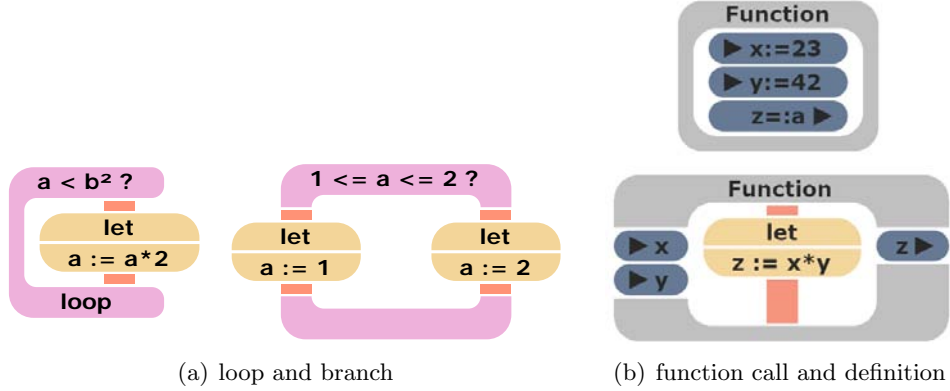 a < b² ?
let
a := a*2
loop
1 <= a <= 2 ?
let
a := 1
let
a := 2
(a) loop and branch
Function
▶ x:=23
▶ y:=42
z=:a ▶
Function
▶ x
▶ y
let
z := x*y
z ▶
(b) function call and definition